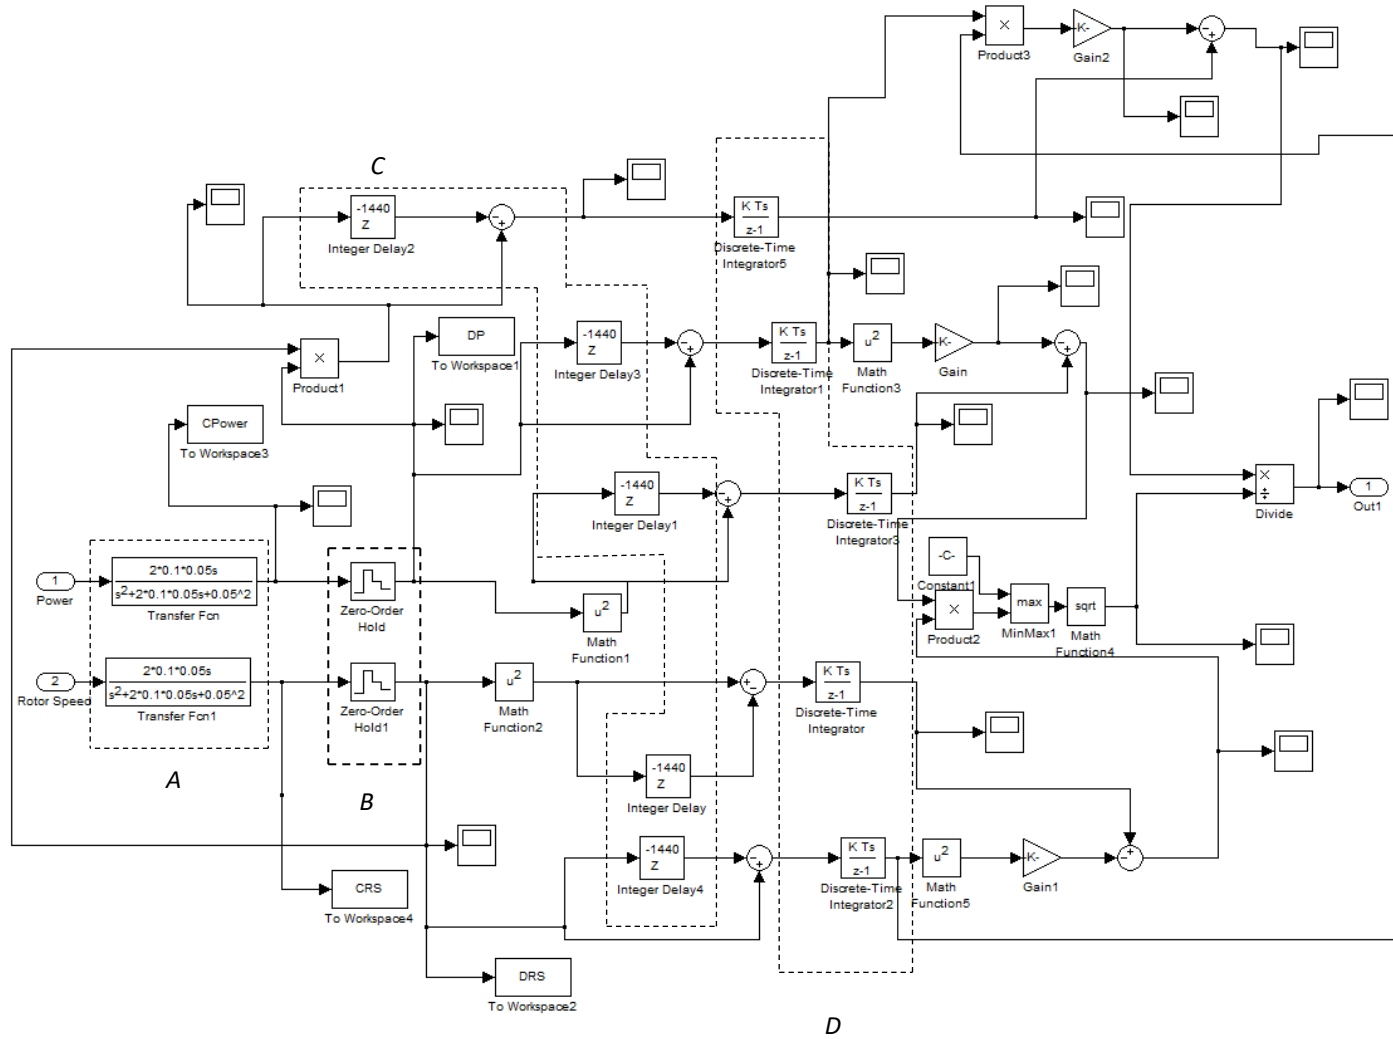 ×
Product3
-K-
Gain2
-
+
C
-1440
Z
Integer Delay2
-
+
K Ts
z-1
Discrete-Time
Integrator5
DP
To Workspace1
×
Product1
-1440
Z
Integer Delay3
-
+
K Ts
z-1
Discrete-Time
Integrator1
u²
Math
Function3
-K-
Gain
-
+
CPower
To Workspace3
-1440
Z
Integer Delay1
-
+
K Ts
z-1
Discrete-Time
Integrator3
×
÷
Divide
1
Out1
1
Power
2*0.1*0.05s
s²+2*0.1*0.05s+0.05^2
Transfer Fcn
Zero-Order
Hold
u²
Math
Function1
-C-
Constant1
×
Product2
max
MinMax1
sqrt
Math
Function4
2
Rotor Speed
2*0.1*0.05s
s²+2*0.1*0.05s+0.05^2
Transfer Fcn1
Zero-Order
Hold1
u²
Math
Function2
+
-
K Ts
z-1
Discrete-Time
Integrator
A
B
-1440
Z
Integer Delay
-1440
Z
Integer Delay4
-
+
K Ts
z-1
Discrete-Time
Integrator2
u²
Math
Function5
-K-
Gain1
+
-
CRS
To Workspace4
DRS
To Workspace2
D